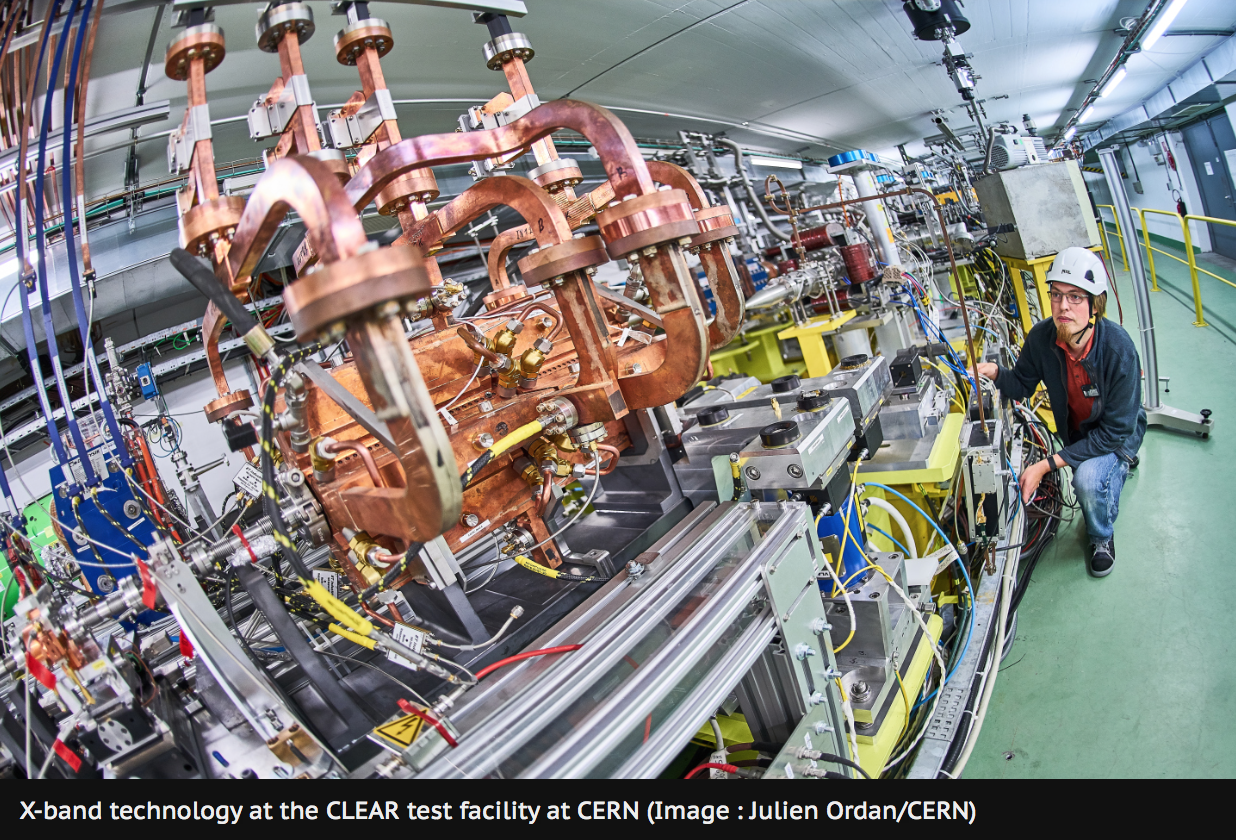 X-band technology at the CLEAR test facility at CERN (Image : Julien Ordan/CERN)